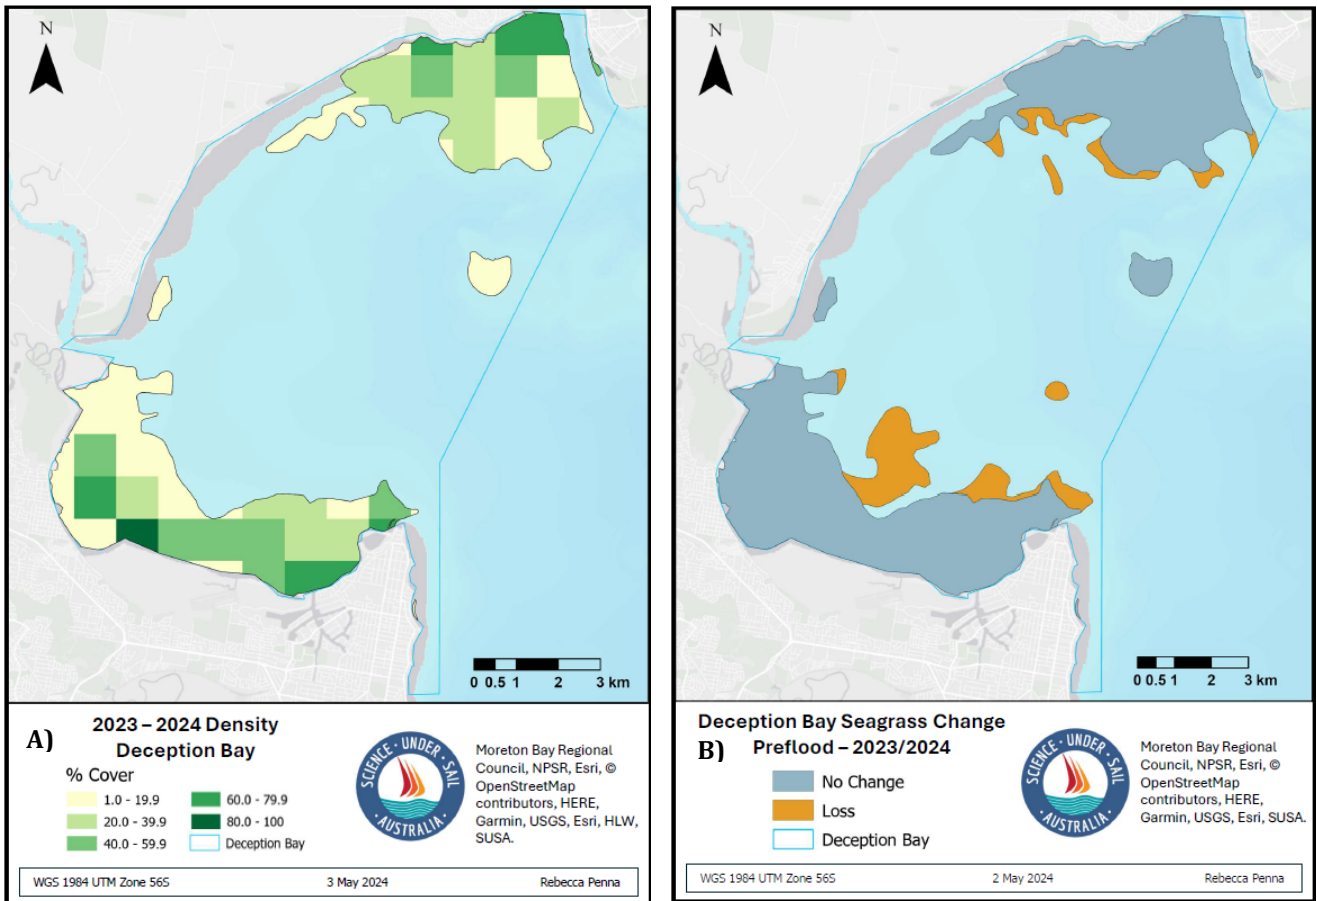 N
0 0.5 1 2 3 km
A)
2023 – 2024 Density
Deception Bay
% Cover
1.0 - 19.9
20.0 - 39.9
40.0 - 59.9
60.0 - 79.9
80.0 - 100
Deception Bay
SCIENCE · UNDER · SAIL
· AUSTRALIA ·
Moreton Bay Regional
Council, NPSR, Esri, ©
OpenStreetMap
contributors, HERE,
Garmin, USGS, Esri, HLW,
SUSA.
WGS 1984 UTM Zone 56S
3 May 2024
Rebecca Penna
N
0 0.5 1 2 3 km
Deception Bay Seagrass Change
B) Preflood – 2023/2024
No Change
Loss
Deception Bay
SCIENCE · UNDER · SAIL
· AUSTRALIA ·
Moreton Bay Regional
Council, NPSR, Esri, ©
OpenStreetMap
contributors, HERE,
Garmin, USGS, Esri, SUSA.
WGS 1984 UTM Zone 56S
2 May 2024
Rebecca Penna